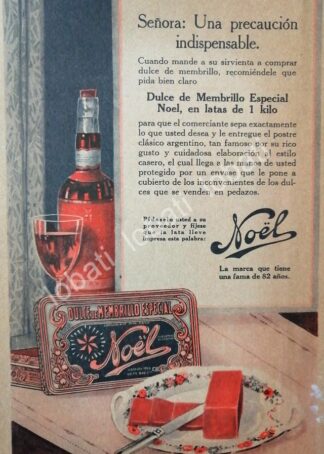 Señora: Una precaución
indispensable.
Cuando mande a su sirvienta a comprar
dulce de membrillo, recomiéndele que
pida bien claro
Dulce de Membrillo Especial
Noel, en latas de 1 kilo
para que el comerciante sepa exactamente
lo que usted desea y le entregue el postre
clásico argentino, tan famoso por su rico
gusto y cuidadosa elaboración al estilo
casero, el cual llega a las manos de usted
protegido por un envase que le pone a
cubierto de los inconvenientes de los dul-
ces que se venden en pedazos.
Pídaselo usted a su
proveedor y fíjese
que la lata lleve
impresa esta palabra:
Noël
La marca que tiene
una fama de 82 años.
DULCE DE MEMBRILLO ESPECIAL
Noël